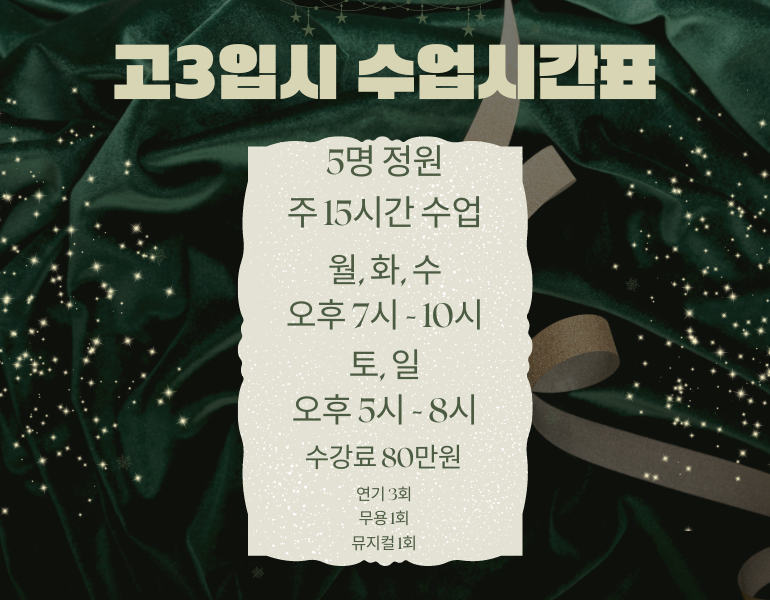 고3입시 수업시간표
5명 정원
주 15시간 수업
월, 화, 수
오후 7시 - 10시
토, 일
오후 5시 - 8시
수강료 80만원
연기 3회
무용 1회
뮤지컬 1회